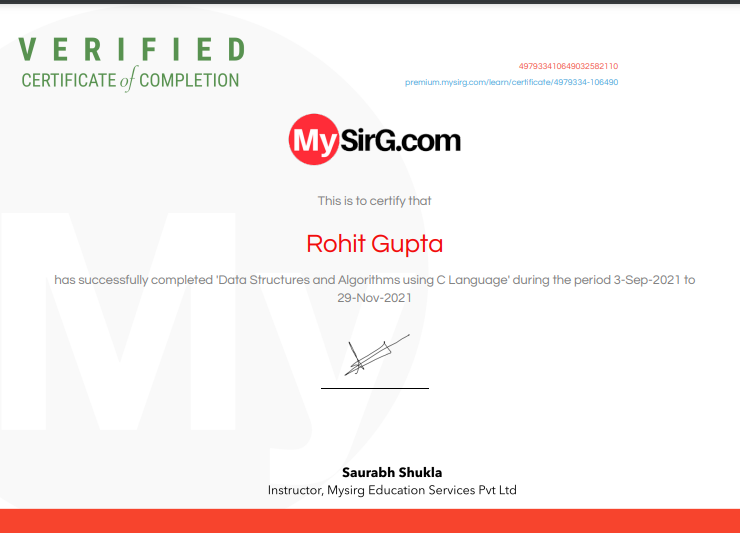 VERIFIED
CERTIFICATE of COMPLETION
497933410649032582110
premium.mysirg.com/learn/certificate/4979334-106490
MySirG.com
This is to certify that
Rohit Gupta
has successfully completed 'Data Structures and Algorithms using C Language' during the period 3-Sep-2021 to
29-Nov-2021
Saurabh Shukla
Instructor, Mysirg Education Services Pvt Ltd
My